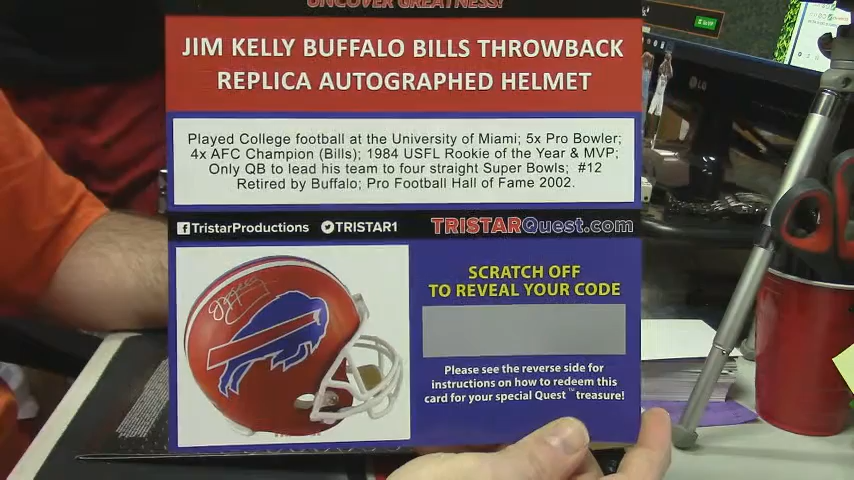 UNCOVER GREATNESS!
JIM KELLY BUFFALO BILLS THROWBACK
REPLICA AUTOGRAPHED HELMET
Played College football at the University of Miami; 5x Pro Bowler;
4x AFC Champion (Bills); 1984 USFL Rookie of the Year & MVP;
Only QB to lead his team to four straight Super Bowls; #12
Retired by Buffalo; Pro Football Hall of Fame 2002.
TristarProductions TRISTAR1 TRISTARQuest.com
SCRATCH OFF
TO REVEAL YOUR CODE
Please see the reverse side for
instructions on how to redeem this
card for your special Quest™ treasure!
LG